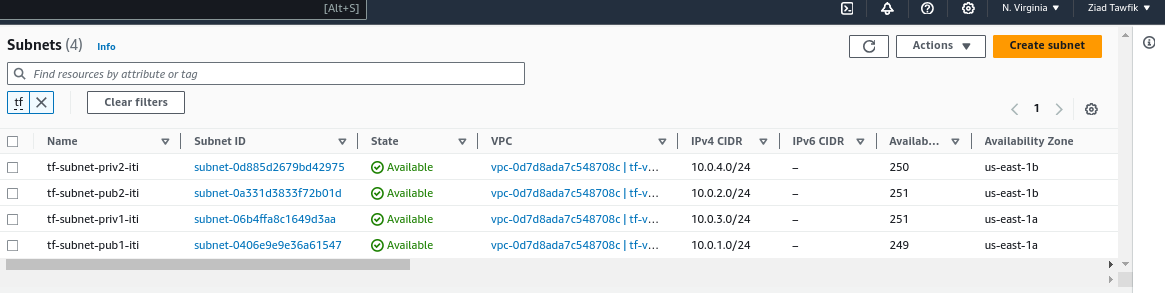 [Alt+S] N. Virginia Ziad Tawfik
Subnets (4) Info Actions Create subnet
Find resources by attribute or tag
tf Clear filters 1
Name Subnet ID State VPC IPv4 CIDR IPv6 CIDR Availab... Availability Zone
tf-subnet-priv2-iti subnet-0d885d2679bd42975 Available vpc-0d7d8ada7c548708c | tf-v... 10.0.4.0/24 – 250 us-east-1b
tf-subnet-pub2-iti subnet-0a331d3833f72b01d Available vpc-0d7d8ada7c548708c | tf-v... 10.0.2.0/24 – 251 us-east-1b
tf-subnet-priv1-iti subnet-06b4ffa8c1649d3aa Available vpc-0d7d8ada7c548708c | tf-v... 10.0.3.0/24 – 251 us-east-1a
tf-subnet-pub1-iti subnet-0406e9e9e36a61547 Available vpc-0d7d8ada7c548708c | tf-v... 10.0.1.0/24 – 249 us-east-1a